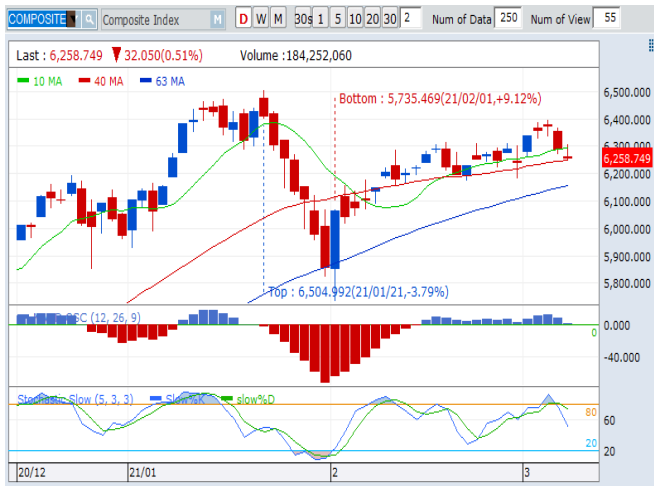 COMPOSITE Composite Index M D W M 30s 1 5 10 20 30 2 Num of Data 250 Num of View 55
Last : 6,258.749 ▼ 32.050(0.51%) Volume :184,252,060
10 MA 40 MA 63 MA
Bottom : 5,735.469(21/02/01,+9.12%)
6,500.000
6,400.000
6,300.000
6,258.749
6,200.000
6,100.000
6,000.000
5,900.000
5,800.000
Top : 6,504.992(21/01/21,-3.79%)
OSC (12, 26, 9)
0.000
0
-40.000
Stochastic Slow (5, 3, 3) Slow%K slow%D
80
60
20
20
20/12 21/01 2 3